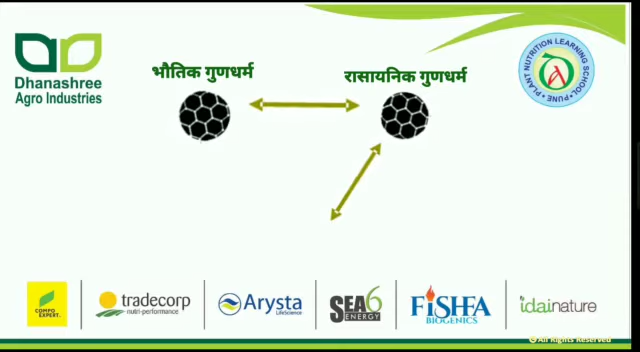 Dhanashree
Agro Industries
भौतिक गुणधर्म
रासायनिक गुणधर्म
PLANT NUTRITION LEARNING SCHOOL
PUNE
COMPO
EXPERT.
tradecorp
nutri-performance
Arysta
LifeScience
SEA6
ENERGY
FiSHFA
BIOGENICS
idainature
©All Rights Reserved